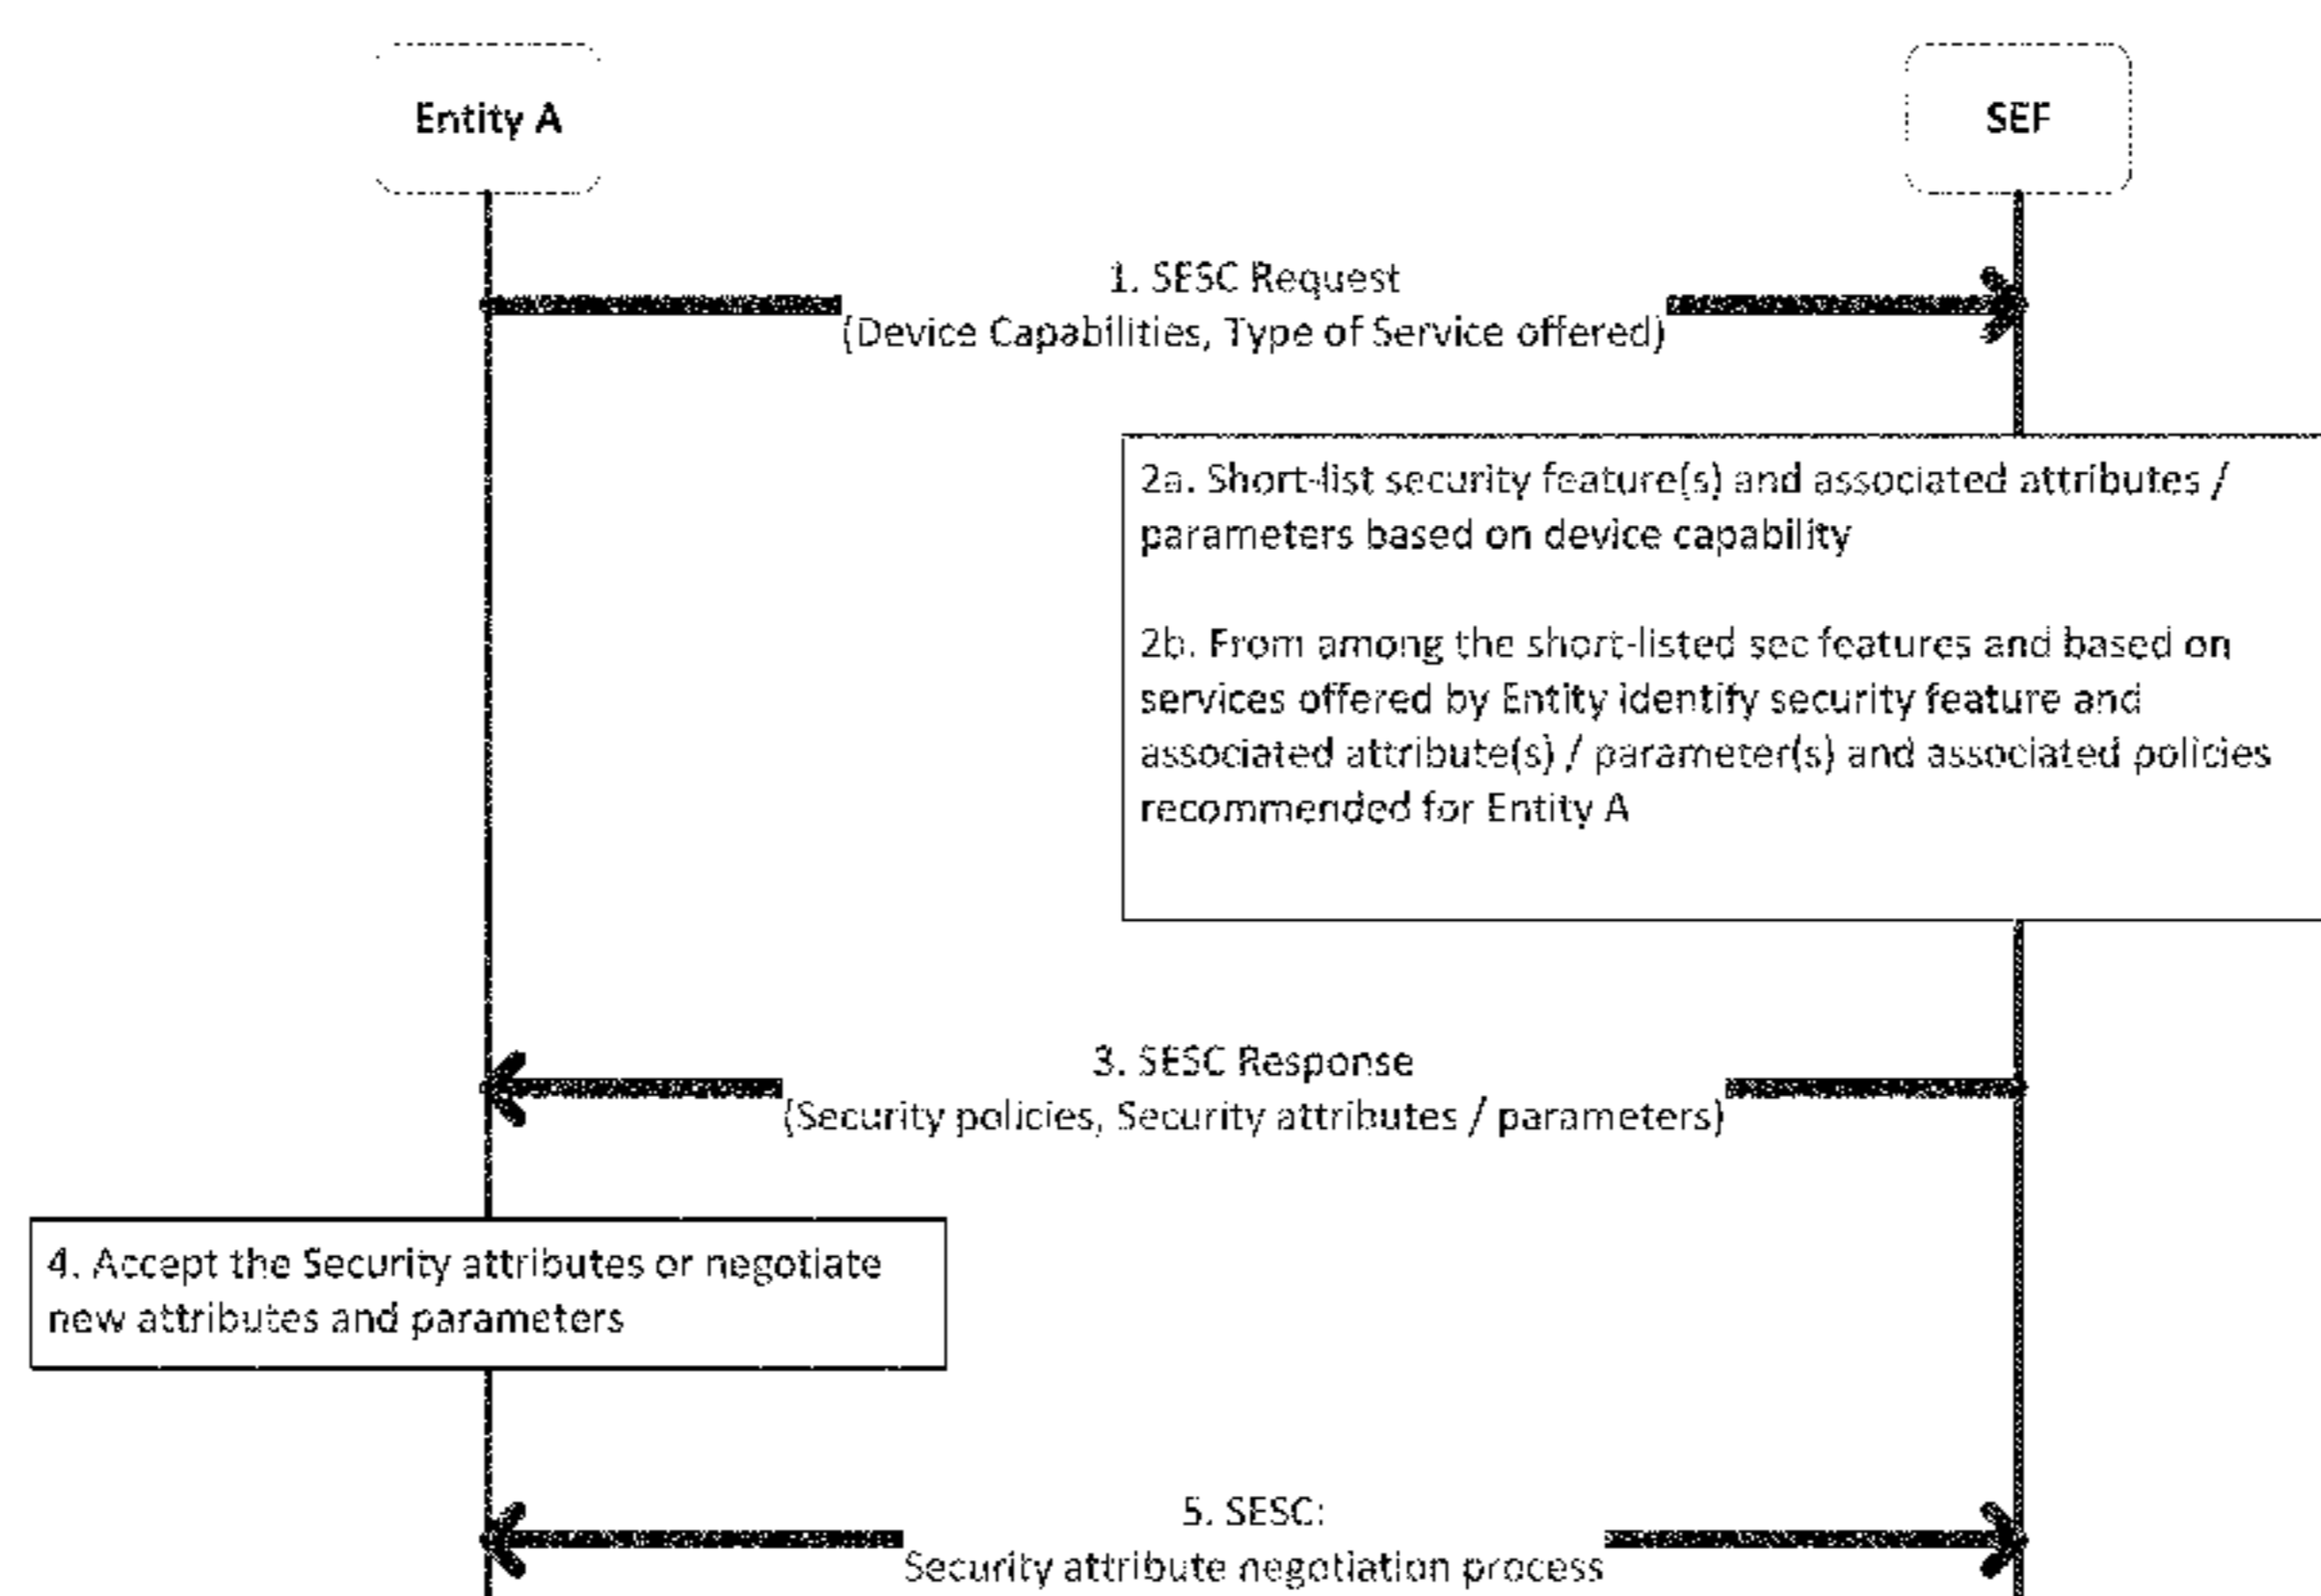 Entity A
SEF
1. SESC Request
(Device Capabilities, Type of Service offered)
2a. Short-list security feature(s) and associated attributes /
parameters based on device capability
2b. From among the short-listed sec features and based on
services offered by Entity identify security feature and
associated attribute(s) / parameter(s) and associated policies
recommended for Entity A
3. SESC Response
(Security policies, Security attributes / parameters)
4. Accept the Security attributes or negotiate
new attributes and parameters
5. SESC:
Security attribute negotiation process